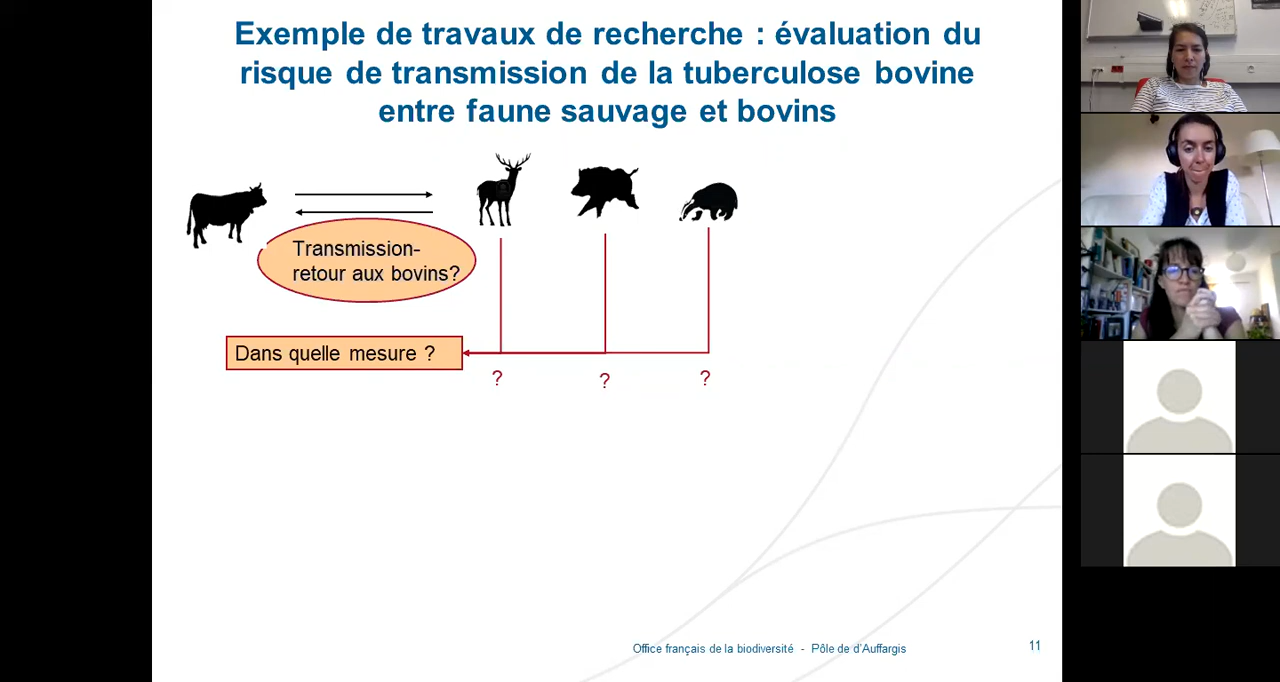 Exemple de travaux de recherche : évaluation du
risque de transmission de la tuberculose bovine
entre faune sauvage et bovins
Transmission-
retour aux bovins?
Dans quelle mesure ?
? ? ?
Office français de la biodiversité - Pôle de d'Auffargis
11